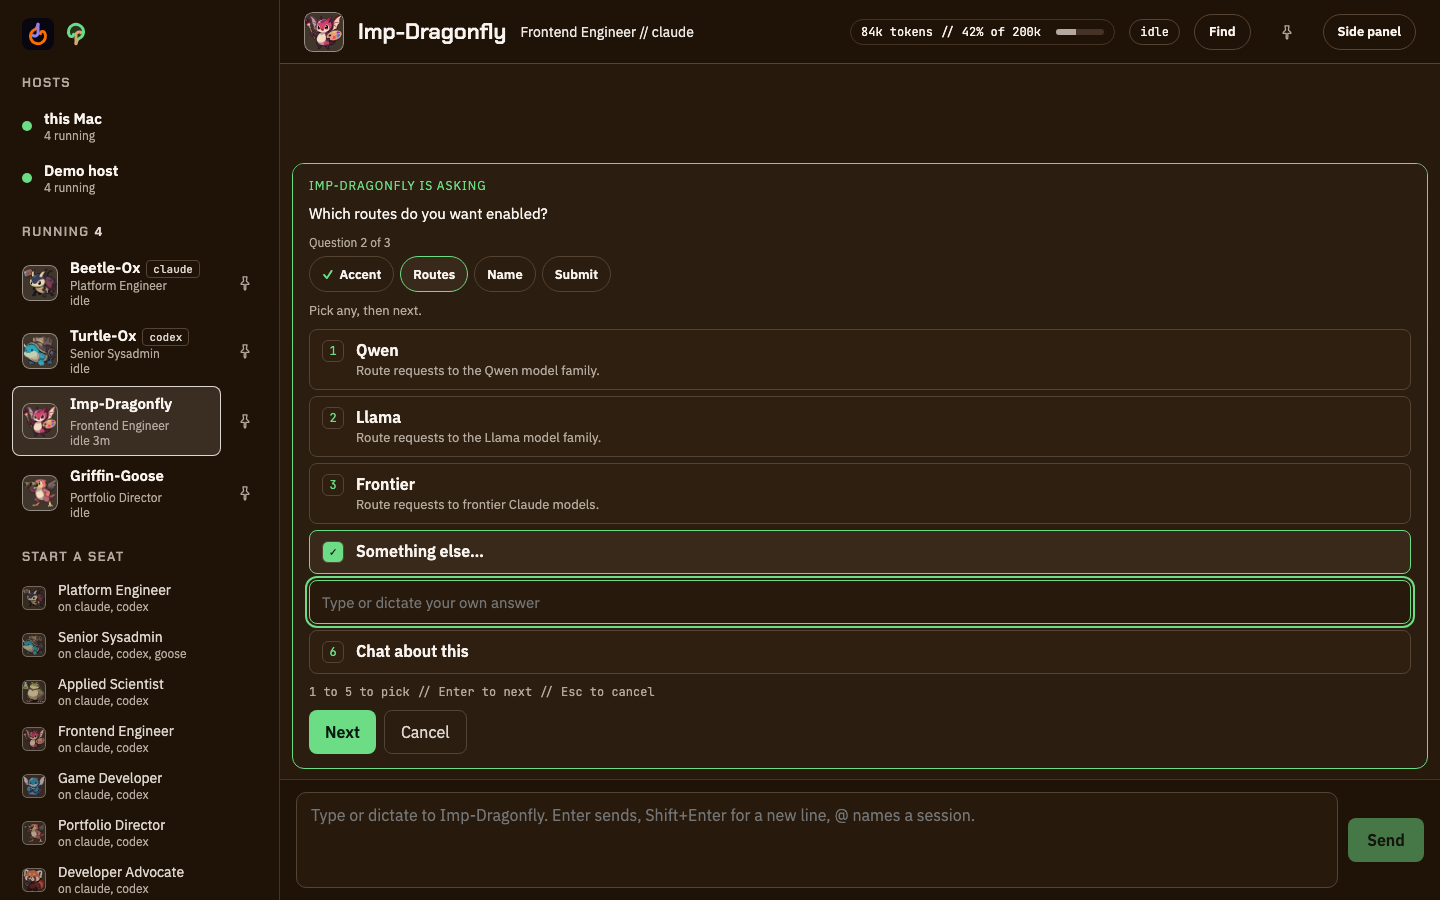 HOSTS
this Mac
4 running
Demo host
4 running
RUNNING 4
Beetle-Ox claude
Platform Engineer
idle
Turtle-Ox codex
Senior Sysadmin
idle
Imp-Dragonfly
Frontend Engineer
idle 3m
Griffin-Goose
Portfolio Director
idle
START A SEAT
Platform Engineer
on claude, codex
Senior Sysadmin
on claude, codex, goose
Applied Scientist
on claude, codex
Frontend Engineer
on claude, codex
Game Developer
on claude, codex
Portfolio Director
on claude, codex
Developer Advocate
on claude, codex
Imp-Dragonfly Frontend Engineer // claude
84k tokens // 42% of 200k
idle
Find
Side panel
IMP-DRAGONFLY IS ASKING
Which routes do you want enabled?
Question 2 of 3
✓ Accent Routes Name Submit
Pick any, then next.
1 Qwen
Route requests to the Qwen model family.
2 Llama
Route requests to the Llama model family.
3 Frontier
Route requests to frontier Claude models.
✓ Something else...
Type or dictate your own answer
6 Chat about this
1 to 5 to pick // Enter to next // Esc to cancel
Next Cancel
Type or dictate to Imp-Dragonfly. Enter sends, Shift+Enter for a new line, @ names a session.
Send